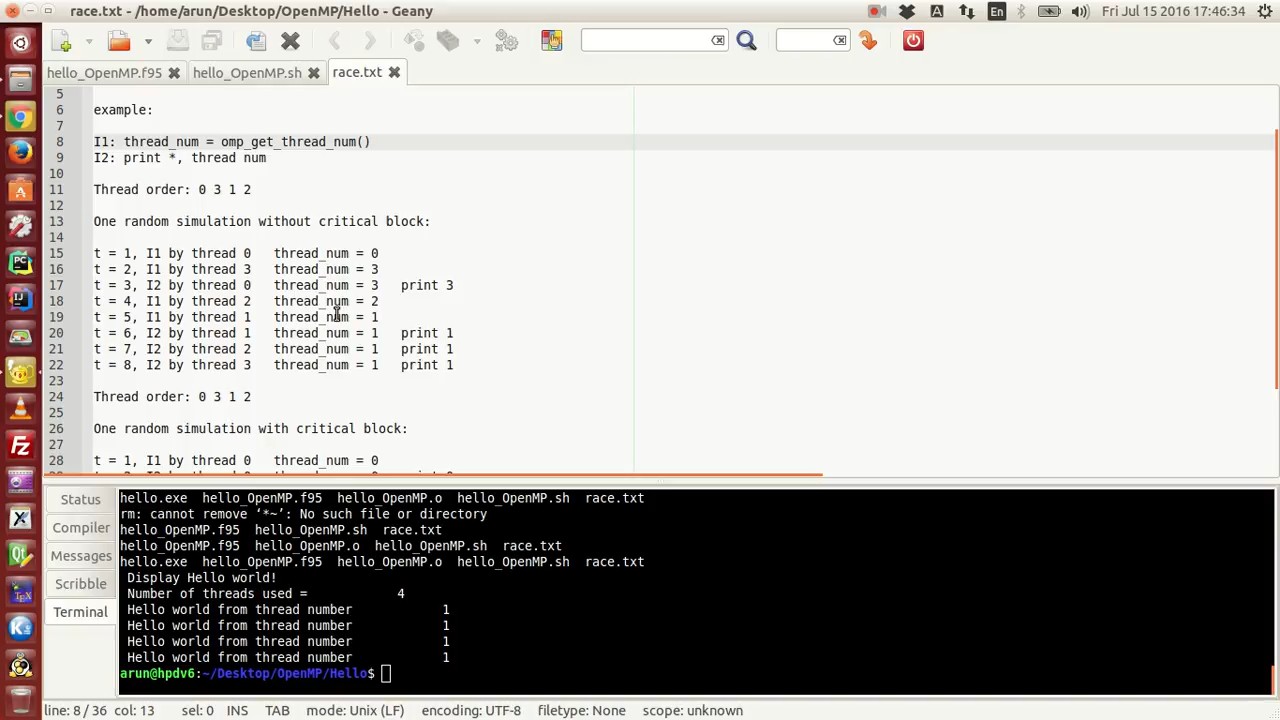 race.txt - /home/arun/Desktop/OpenMP/Hello - Geany
A
En
Fri Jul 15 2016 16:46:34
hello_OpenMP.f95
hello_OpenMP.sh
race.txt
5
6 example:
7
8 I1: thread_num = omp_get_thread_num()
9 I2: print *, thread num
10
11 Thread order: 0 3 1 2
12
13 One random simulation without critical block:
14
15 t = 1, I1 by thread 0 thread_num = 0
16 t = 2, I1 by thread 3 thread_num = 3
17 t = 3, I2 by thread 0 thread_num = 3 print 3
18 t = 4, I1 by thread 2 thread_num = 2
19 t = 5, I1 by thread 1 thread_num = 1
20 t = 6, I2 by thread 1 thread_num = 1 print 1
21 t = 7, I2 by thread 2 thread_num = 1 print 1
22 t = 8, I2 by thread 3 thread_num = 1 print 1
23
24 Thread order: 0 3 1 2
25
26 One random simulation with critical block:
27
28 t = 1, I1 by thread 0 thread_num = 0
Status
Compiler
Messages
Scribble
Terminal
hello.exe hello_OpenMP.f95 hello_OpenMP.o hello_OpenMP.sh race.txt
rm: cannot remove ‘*~’: No such file or directory
hello_OpenMP.f95 hello_OpenMP.sh race.txt
hello_OpenMP.f95 hello_OpenMP.o hello_OpenMP.sh race.txt
hello.exe hello_OpenMP.f95 hello_OpenMP.o hello_OpenMP.sh race.txt
Display Hello world!
Number of threads used = 4
Hello world from thread number 1
Hello world from thread number 1
Hello world from thread number 1
Hello world from thread number 1
arun@hpdv6:~/Desktop/OpenMP/Hello$
line: 8 / 36 col: 13 sel: 0 INS TAB mode: Unix (LF) encoding: UTF-8 filetype: None scope: unknown